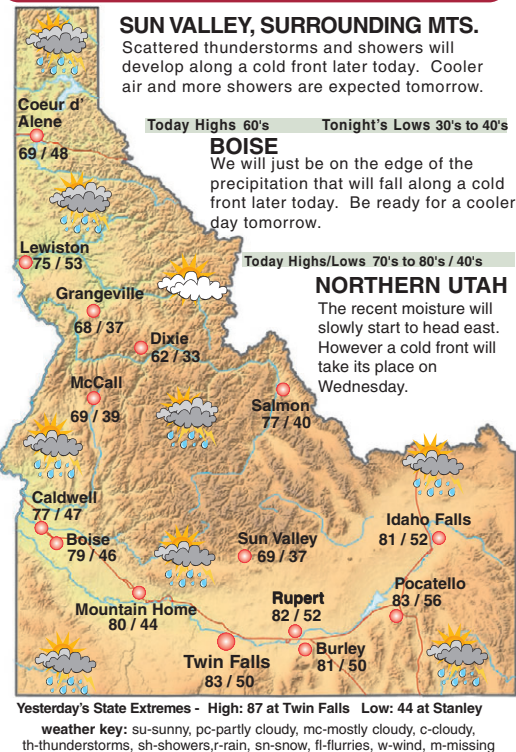 SUN VALLEY, SURROUNDING MTS.
Scattered thunderstorms and showers will
develop along a cold front later today. Cooler
air and more showers are expected tomorrow.
Today Highs 60's Tonight's Lows 30's to 40's
BOISE
We will just be on the edge of the
precipitation that will fall along a cold
front later today. Be ready for a cooler
day tomorrow.
Today Highs/Lows 70's to 80's / 40's
NORTHERN UTAH
The recent moisture will
slowly start to head east.
However a cold front will
take its place on
Wednesday.
Coeur d'
Alene
69 / 48
Lewiston
75 / 53
Grangeville
68 / 37
Dixie
62 / 33
McCall
69 / 39
Salmon
77 / 40
Caldwell
77 / 47
Boise
79 / 46
Sun Valley
69 / 37
Idaho Falls
81 / 52
Pocatello
83 / 56
Mountain Home
80 / 44
Rupert
82 / 52
Burley
81 / 50
Twin Falls
83 / 50
Yesterday's State Extremes - High: 87 at Twin Falls Low: 44 at Stanley
weather key: su-sunny, pc-partly cloudy, mc-mostly cloudy, c-cloudy,
th-thunderstorms, sh-showers,r-rain, sn-snow, fl-flurries, w-wind, m-missing